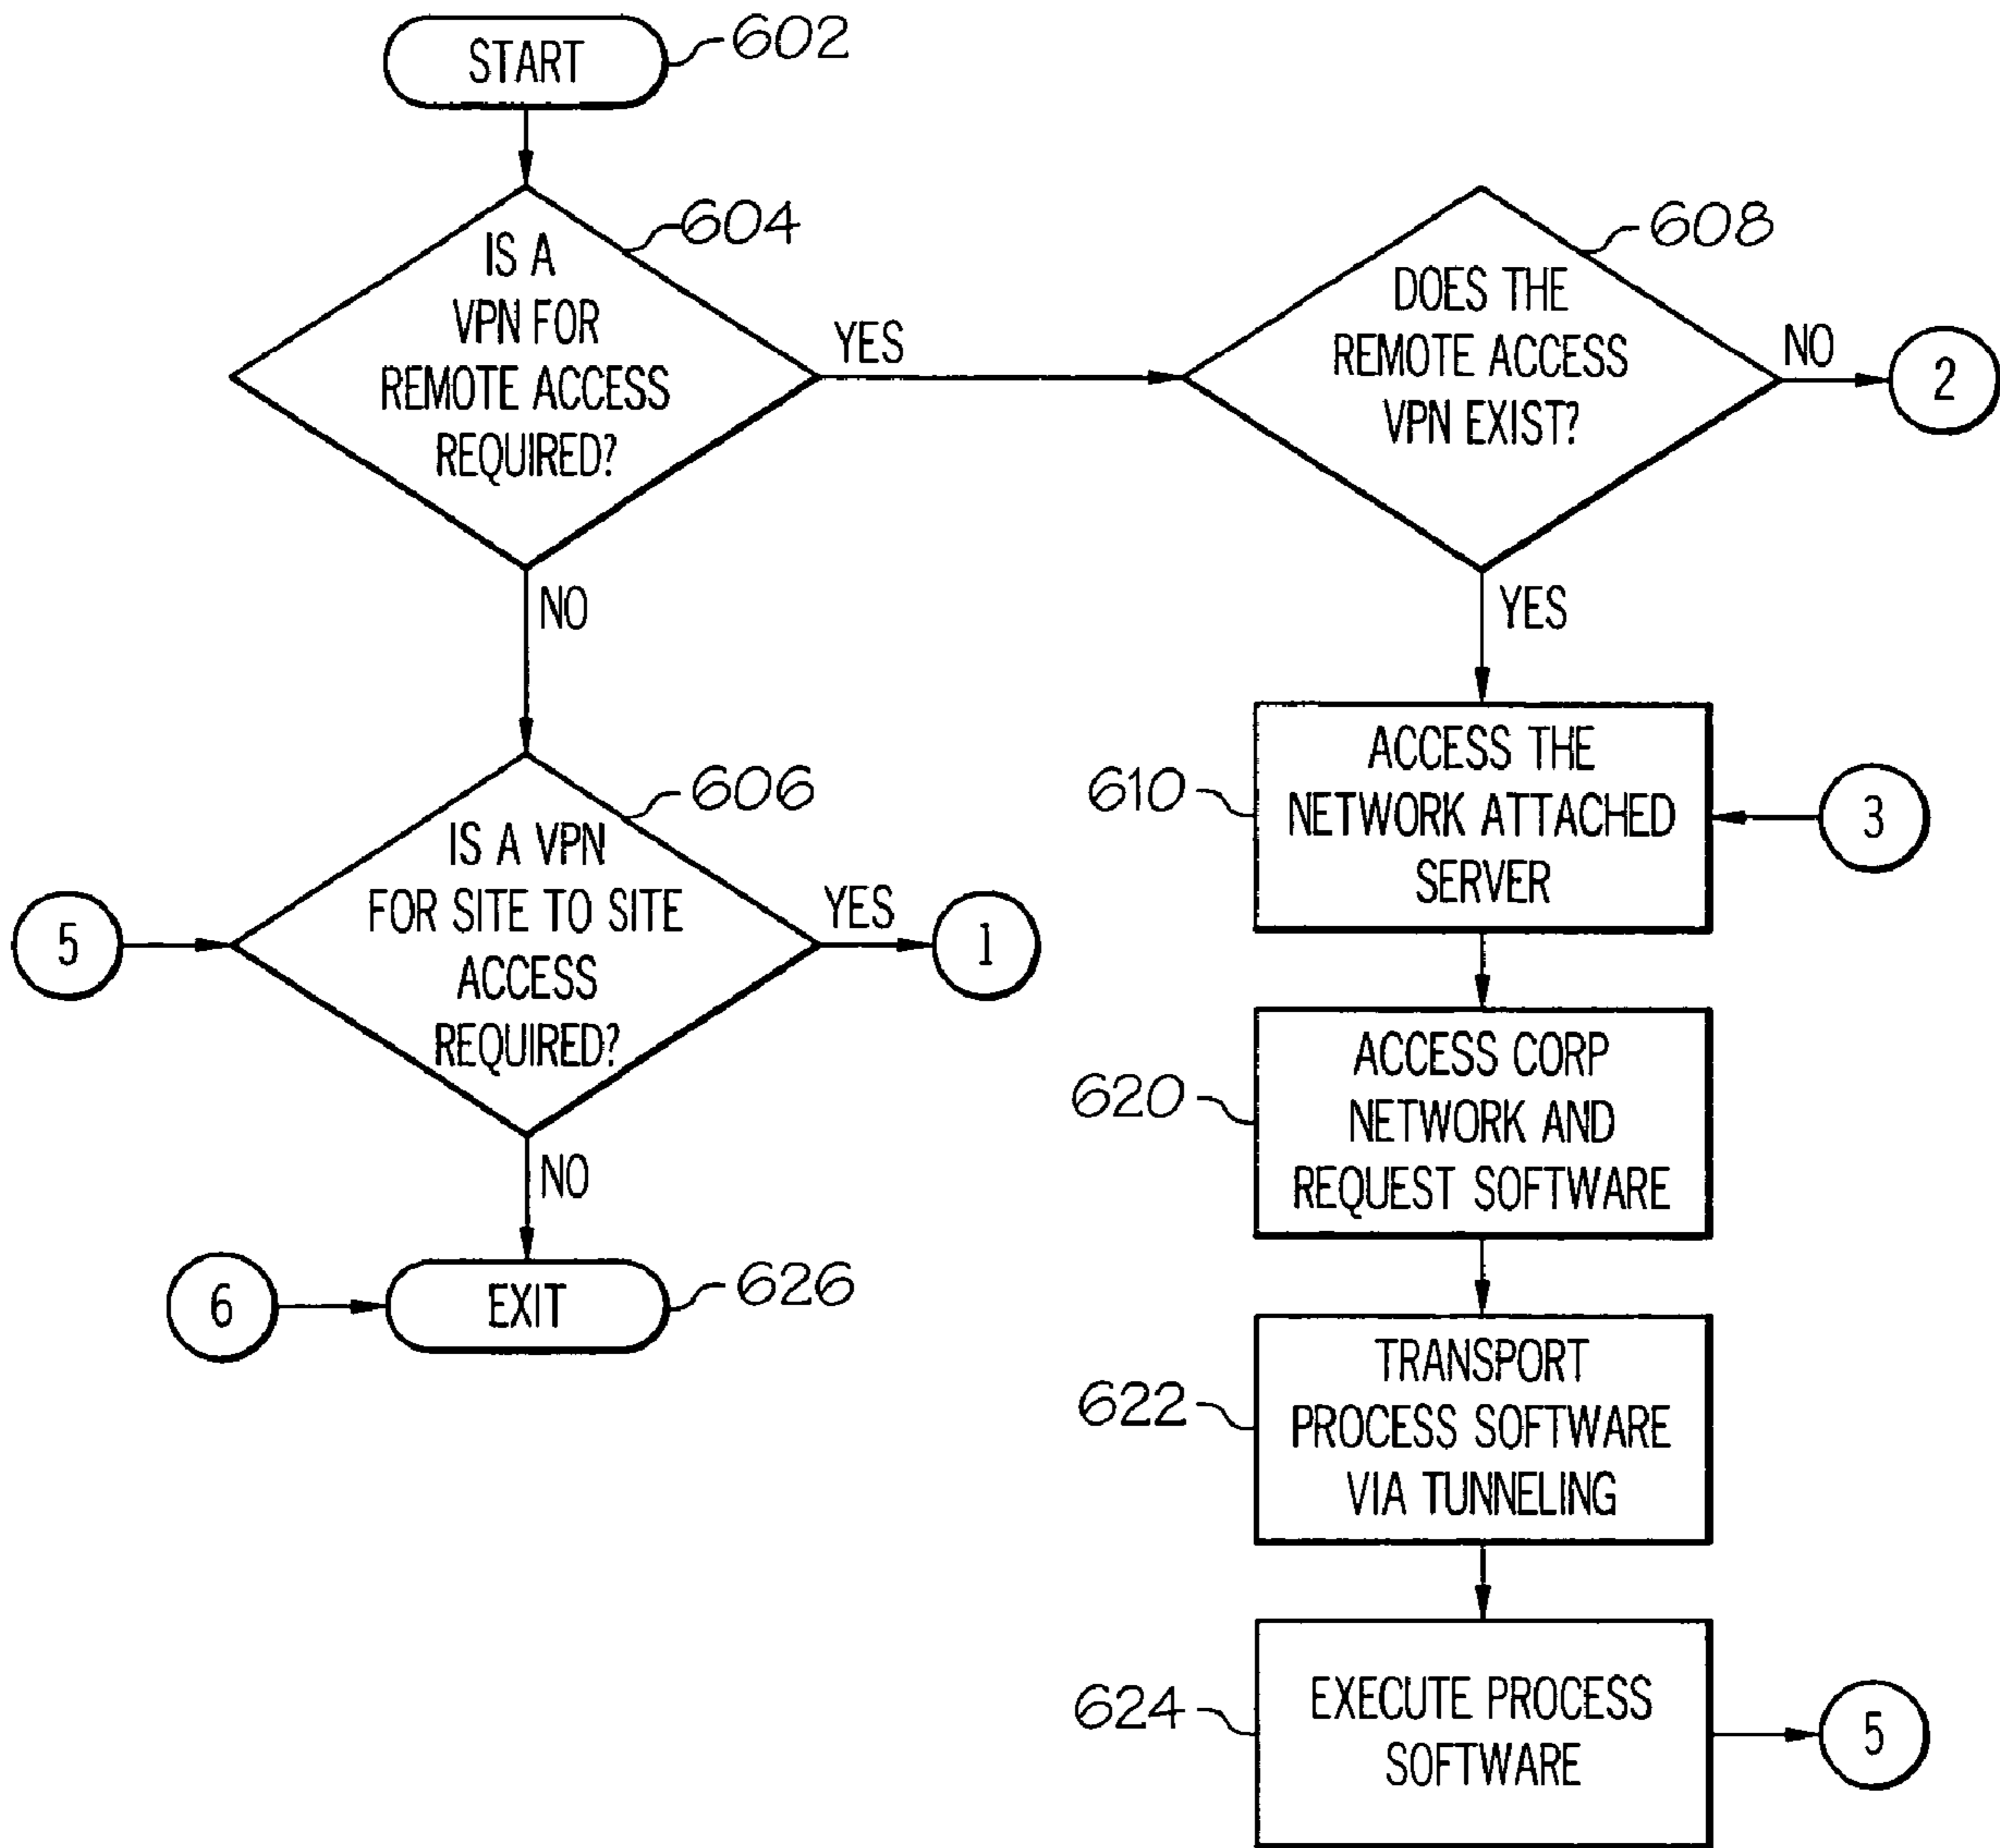 START
602
IS A
VPN FOR
REMOTE ACCESS
REQUIRED?
604
YES
NO
DOES THE
REMOTE ACCESS
VPN EXIST?
608
NO
2
YES
IS A VPN
FOR SITE TO SITE
ACCESS
REQUIRED?
606
5
YES
1
NO
6
EXIT
626
ACCESS THE
NETWORK ATTACHED
SERVER
610
3
ACCESS CORP
NETWORK AND
REQUEST SOFTWARE
620
TRANSPORT
PROCESS SOFTWARE
VIA TUNNELING
622
EXECUTE PROCESS
SOFTWARE
624
5